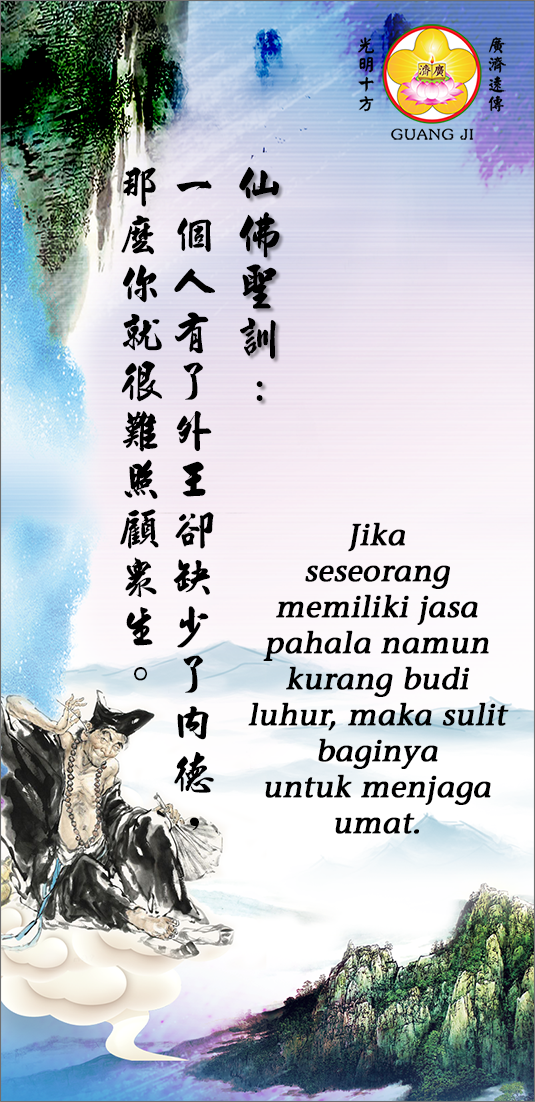 光明十方
廣濟遠傳
廣濟
GUANG JI
仙佛聖訓：
一個人有了外王卻缺少了內德，
那麼你就很難照顧眾生。
Jika
seseorang
memiliki jasa
pahala namun
kurang budi
luhur, maka sulit
baginya
untuk menjaga
umat.